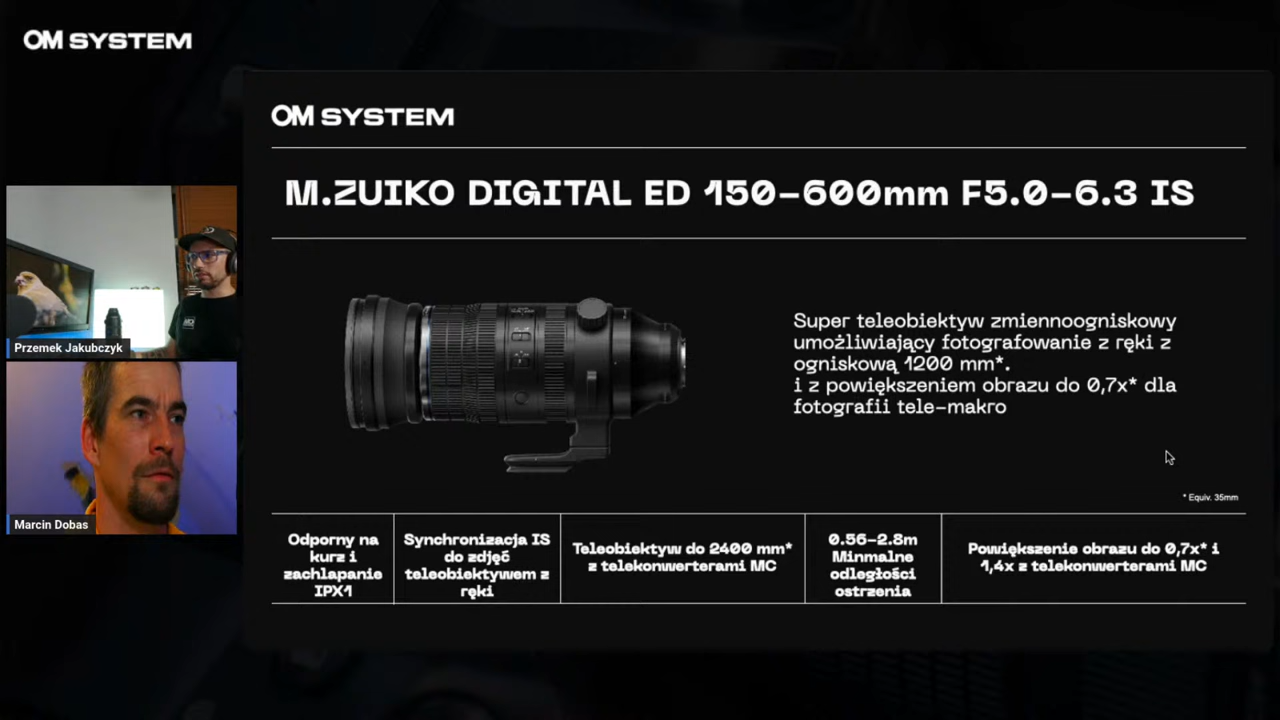 OM SYSTEM
OM SYSTEM
M.ZUIKO DIGITAL ED 150-600mm F5.0-6.3 IS
Super teleobiektyw zmiennoogniskowy
umożliwiający fotografowanie z ręki z
ogniskową 1200 mm*.
i z powiększeniem obrazu do 0,7x* dla
fotografii tele-makro
* Equiv. 35mm
Odporny na
kurz i
zachlapanie
IPX1
Synchronizacja IS
do zdjęć
teleobiektywem z
ręki
Teleobiektyw do 2400 mm*
z telekonwerterami MC
0.56-2.8m
Minmalne
odległości
ostrzenia
Powiększenie obrazu do 0,7x* i
1,4x z telekonwerterami MC
Przemek Jakubczyk
Marcin Dobas